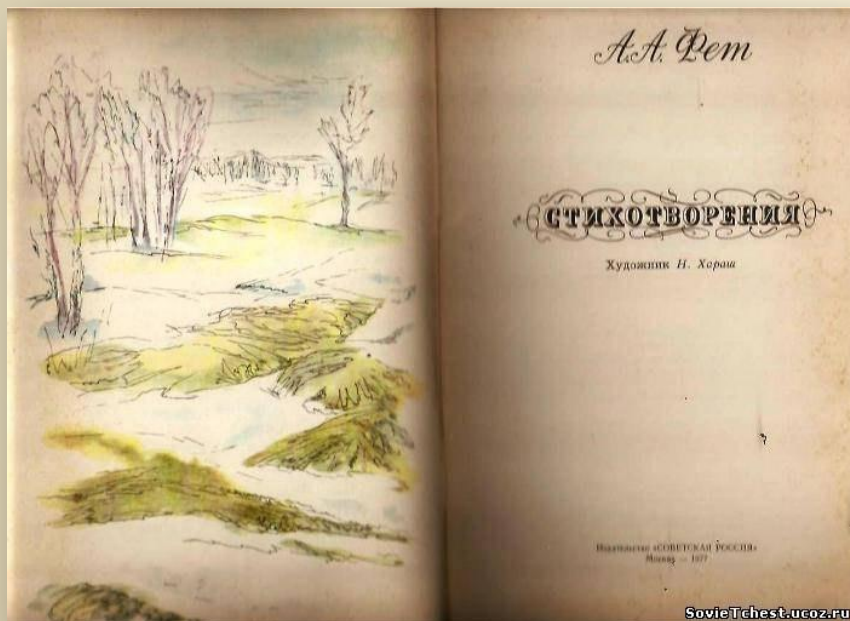 А.А. Фет
СТИХОТВОРЕНИЯ
Художник Н. Хараш
Издательство «СОВЕТСКАЯ РОССИЯ»
Москва — 1977
SovieTchest.ucoz.ru